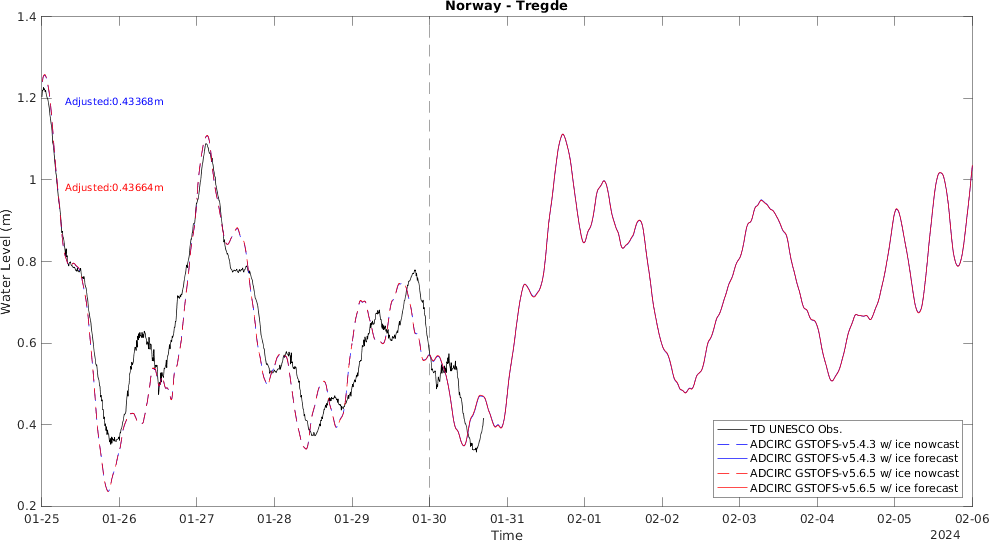 Norway - Tregde
1.4
1.2
1
0.8
0.6
0.4
0.2
Water Level (m)
Adjusted:0.43368m
Adjusted:0.43664m
TD UNESCO Obs.
ADCIRC GSTOFS-v5.4.3 w/ ice nowcast
ADCIRC GSTOFS-v5.4.3 w/ ice forecast
ADCIRC GSTOFS-v5.6.5 w/ ice nowcast
ADCIRC GSTOFS-v5.6.5 w/ ice forecast
01-25 01-26 01-27 01-28 01-29 01-30 01-31 02-01 02-02 02-03 02-04 02-05 02-06
Time
2024